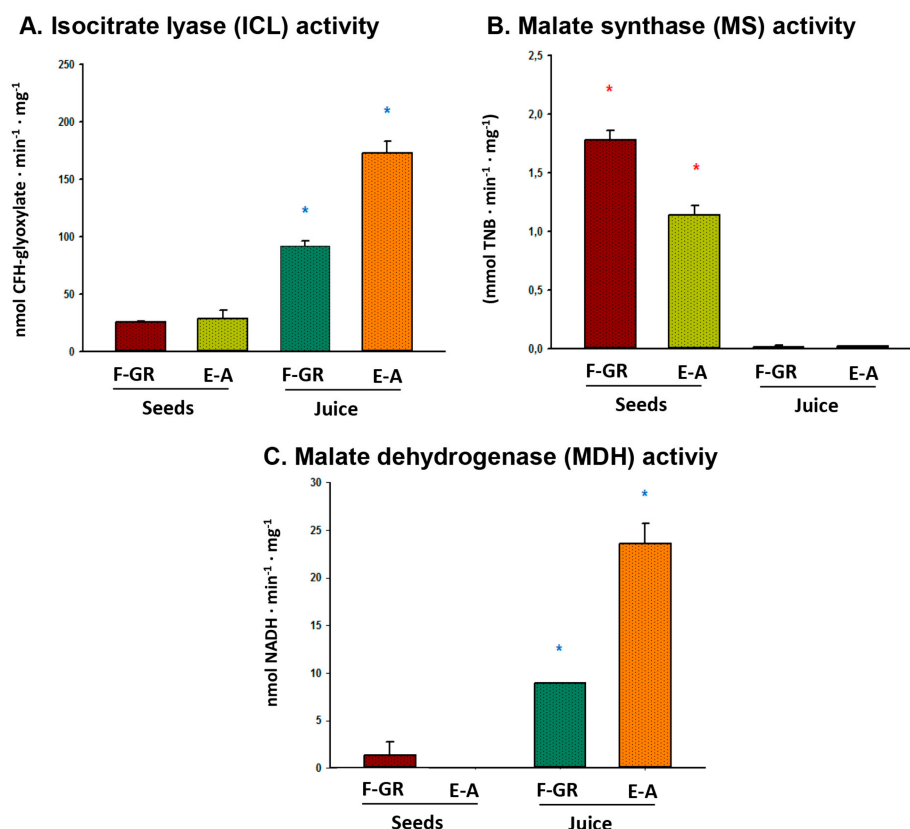 A. Isocitrate lyase (ICL) activity
nmol CFH-glyoxylate · min⁻¹ · mg⁻¹
250
200
150
100
50
0
*
*
F-GR E-A F-GR E-A
Seeds Juice
B. Malate synthase (MS) activity
(mmol TNB · min⁻¹ · mg⁻¹)
2,5
2,0
1,5
1,0
0,5
0,0
*
*
F-GR E-A F-GR E-A
Seeds Juice
C. Malate dehydrogenase (MDH) activiy
nmol NADH · min⁻¹ · mg⁻¹
30
25
20
15
10
5
0
*
*
F-GR E-A F-GR E-A
Seeds Juice